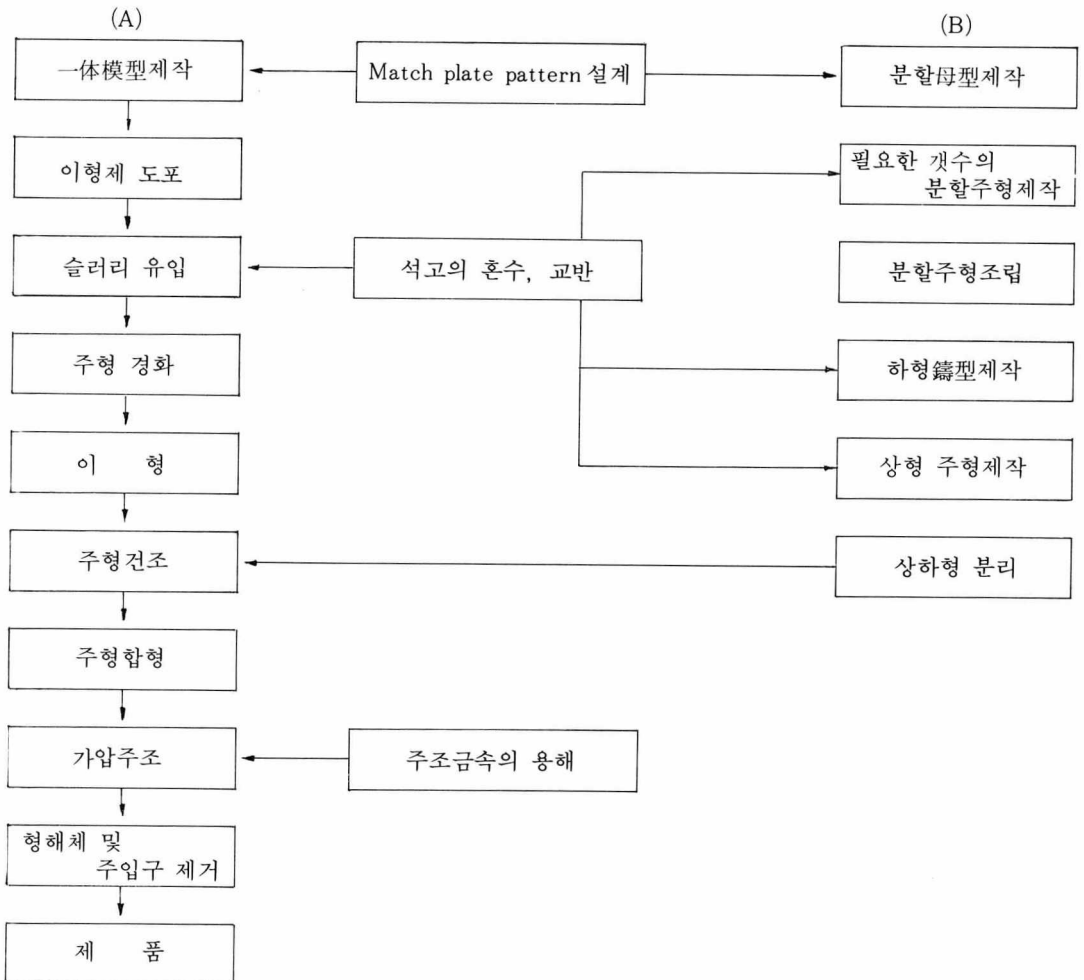 (A)
(B)
一体模型제작
Match plate pattern 설계
분할母型제작
이형제 도포
필요한 갯수의
분할주형제작
슬러리 유입
석고의 혼수, 교반
분할주형조립
주형 경화
하형鑄型제작
이 형
상형 주형제작
주형건조
상하형 분리
주형합형
가압주조
주조금속의 용해
형해체 및
주입구 제거
제 품